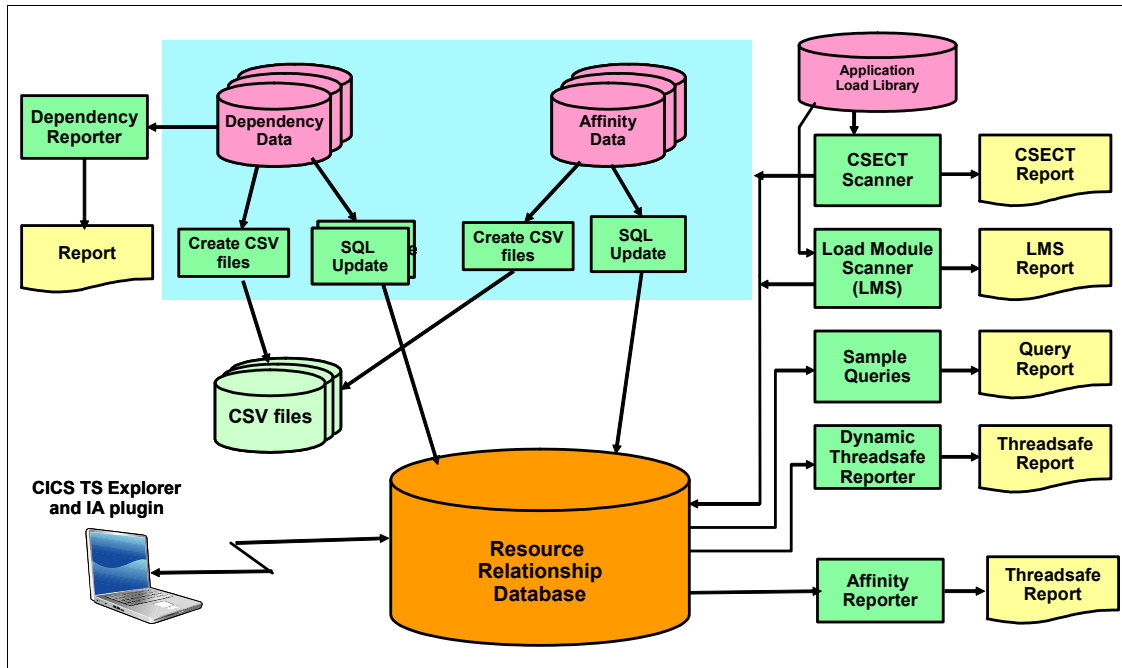 Application
Load Library
Dependency
Reporter
Dependency
Data
Affinity
Data
CSECT
Scanner
CSECT
Report
Report
Create CSV
files
SQL
Update
e
Create CSV
files
SQL
Update
Load Module
Scanner
(LMS)
LMS
Report
Sample
Queries
Query
Report
CSV files
Dynamic
Threadsafe
Reporter
Threadsafe
Report
CICS TS Explorer
and IA plugin
Resource
Relationship
Database
Affinity
Reporter
Threadsafe
Report